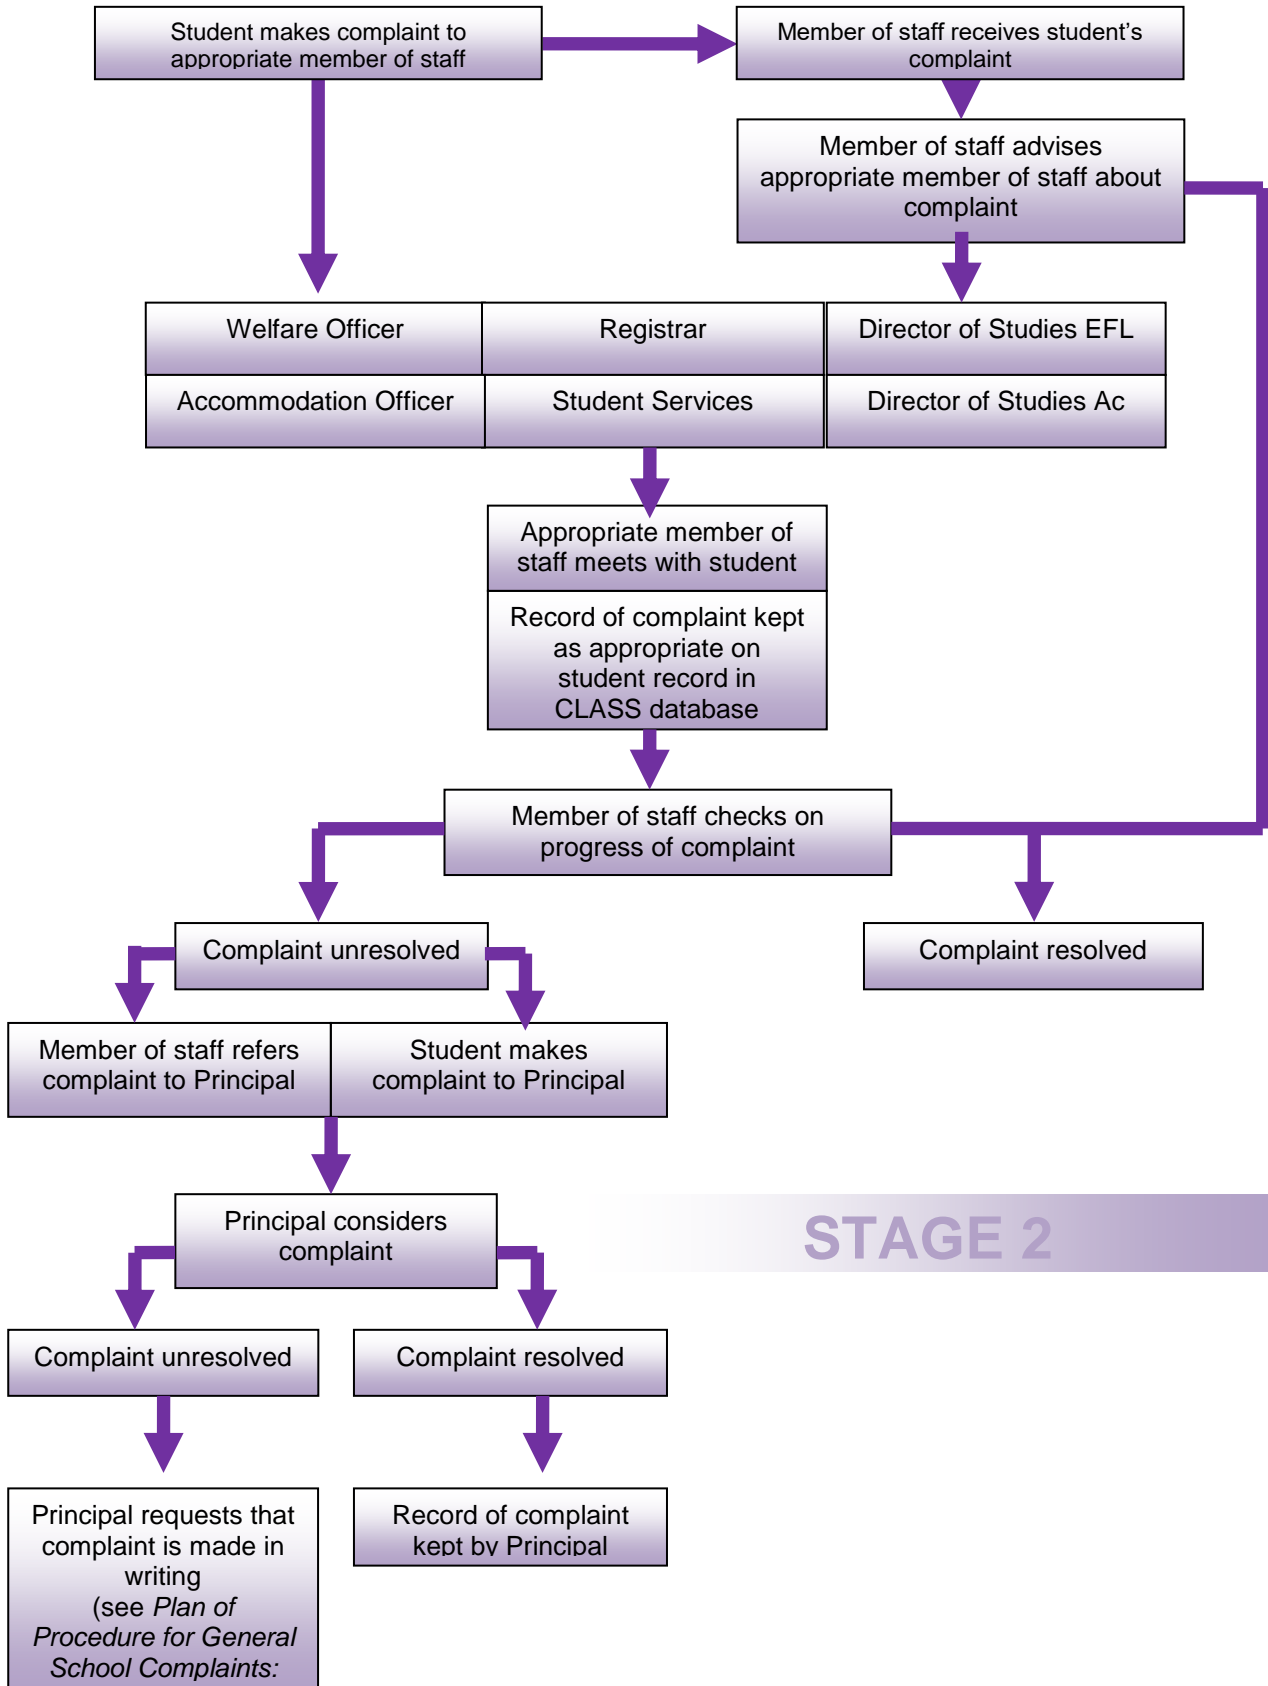 Student makes complaint to
appropriate member of staff
Member of staff receives student's
complaint
Member of staff advises
appropriate member of staff about
complaint
Welfare Officer
Registrar
Director of Studies EFL
Accommodation Officer
Student Services
Director of Studies Ac
Appropriate member of
staff meets with student
Record of complaint kept
as appropriate on
student record in
CLASS database
Member of staff checks on
progress of complaint
Complaint unresolved
Complaint resolved
Member of staff refers
complaint to Principal
Student makes
complaint to Principal
Principal considers
complaint
STAGE 2
Complaint unresolved
Complaint resolved
Principal requests that
complaint is made in
writing
(see Plan of
Procedure for General
School Complaints:
Record of complaint
kept by Principal